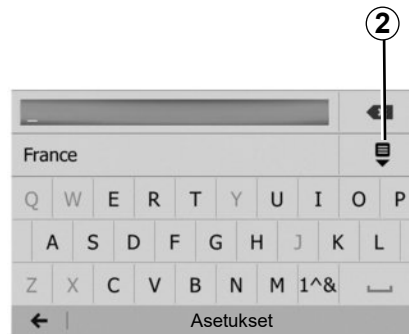 2
_
France
Q W E R T Y U I O P
A S D F G H J K L
Z X C V B N M 1^&
Asetukset